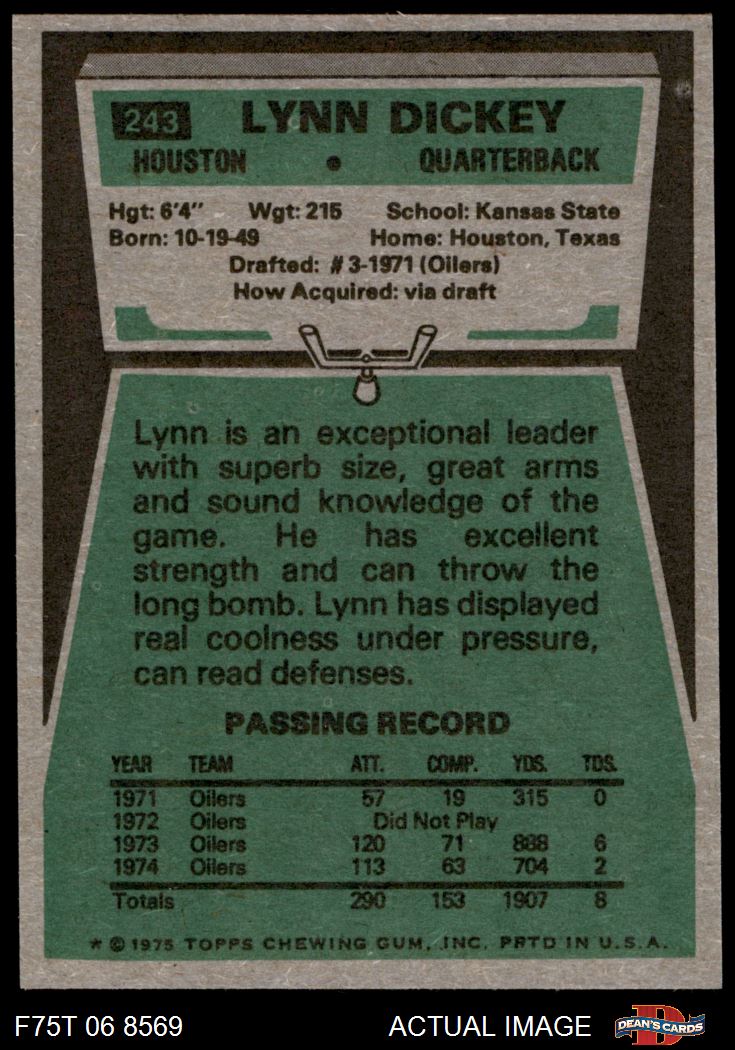 243 LYNN DICKEY
HOUSTON • QUARTERBACK
Hgt: 6'4" Wgt: 215 School: Kansas State
Born: 10-19-49 Home: Houston, Texas
Drafted: #3-1971 (Oilers)
How Acquired: via draft
Lynn is an exceptional leader
with superb size, great arms
and sound knowledge of the
game. He has excellent
strength and can throw the
long bomb. Lynn has displayed
real coolness under pressure,
can read defenses.
PASSING RECORD
YEAR TEAM ATT. COMP. YDS. TDS.
1971 Oilers 57 19 315 0
1972 Oilers Did Not Play
1973 Oilers 120 71 888 6
1974 Oilers 113 63 704 2
Totals 290 153 1907 8
* © 1975 TOPPS CHEWING GUM, INC. PRTD IN U.S.A.
F75T 06 8569 ACTUAL IMAGE D DEAN'S CARDS